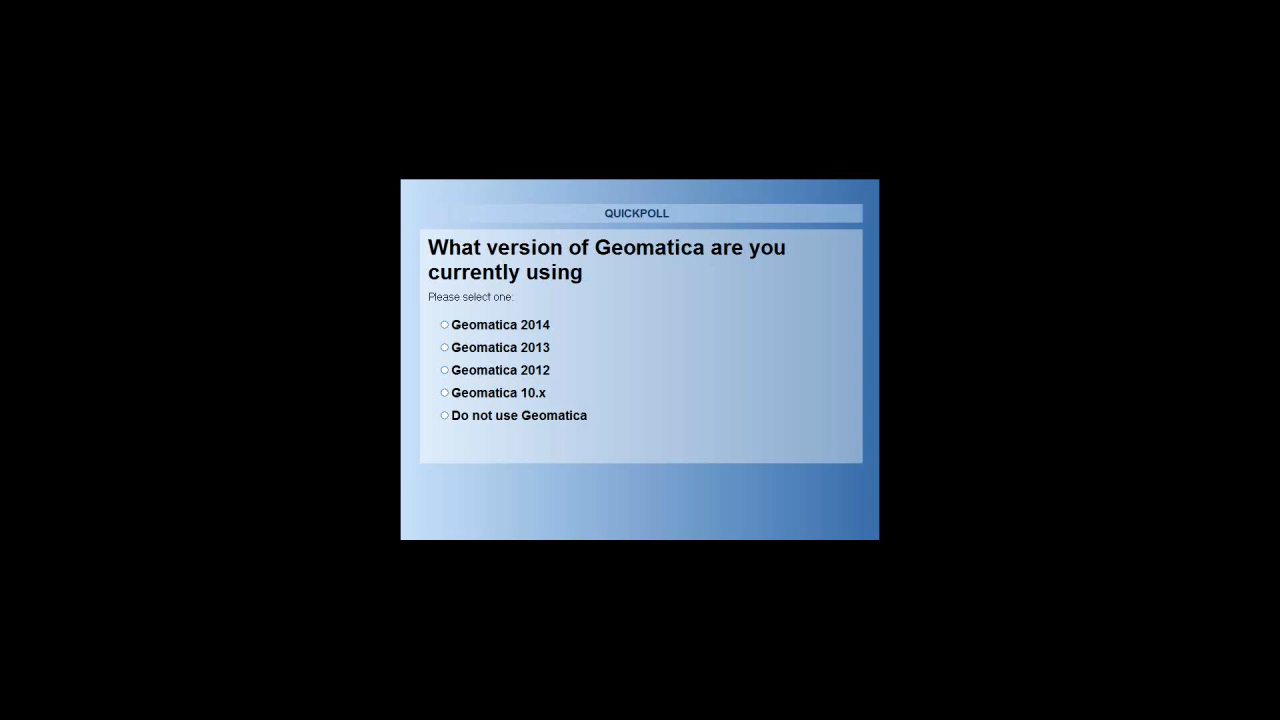 QUICKPOLL
What version of Geomatica are you
currently using
Please select one:
Geomatica 2014
Geomatica 2013
Geomatica 2012
Geomatica 10.x
Do not use Geomatica